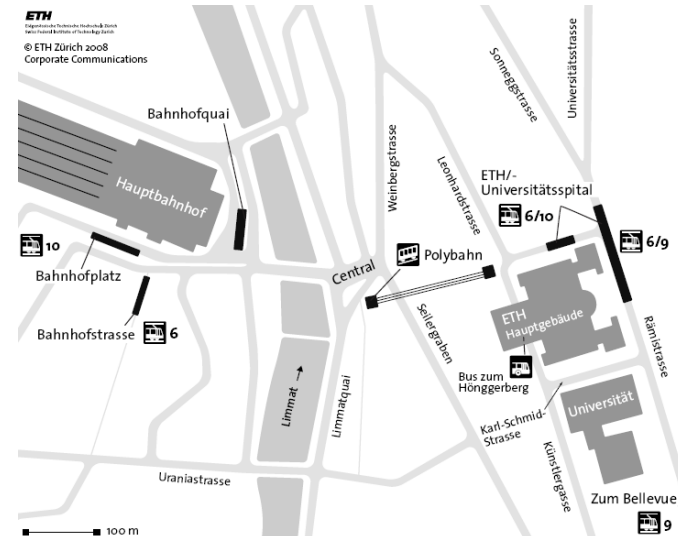 ETH
Eidgenössische Technische Hochschule Zürich
Swiss Federal Institute of Technology Zurich
© ETH Zürich 2008
Corporate Communications
Bahnhofquai
Hauptbahnhof
10
Bahnhofplatz
Bahnhofstrasse
6
Central
Polybahn
Weinbergstrasse
Leonhardstrasse
Sonneggstrasse
Universitätsstrasse
ETH/-
Universitätsspital
6/10
6/9
ETH
Hauptgebäude
Bus zum
Hönggerberg
Seilergraben
Rämistrasse
Limmat
Limmatquai
Karl-Schmid-
Strasse
Universität
Künstlergasse
Uraniastrasse
Zum Bellevue
9
100 m